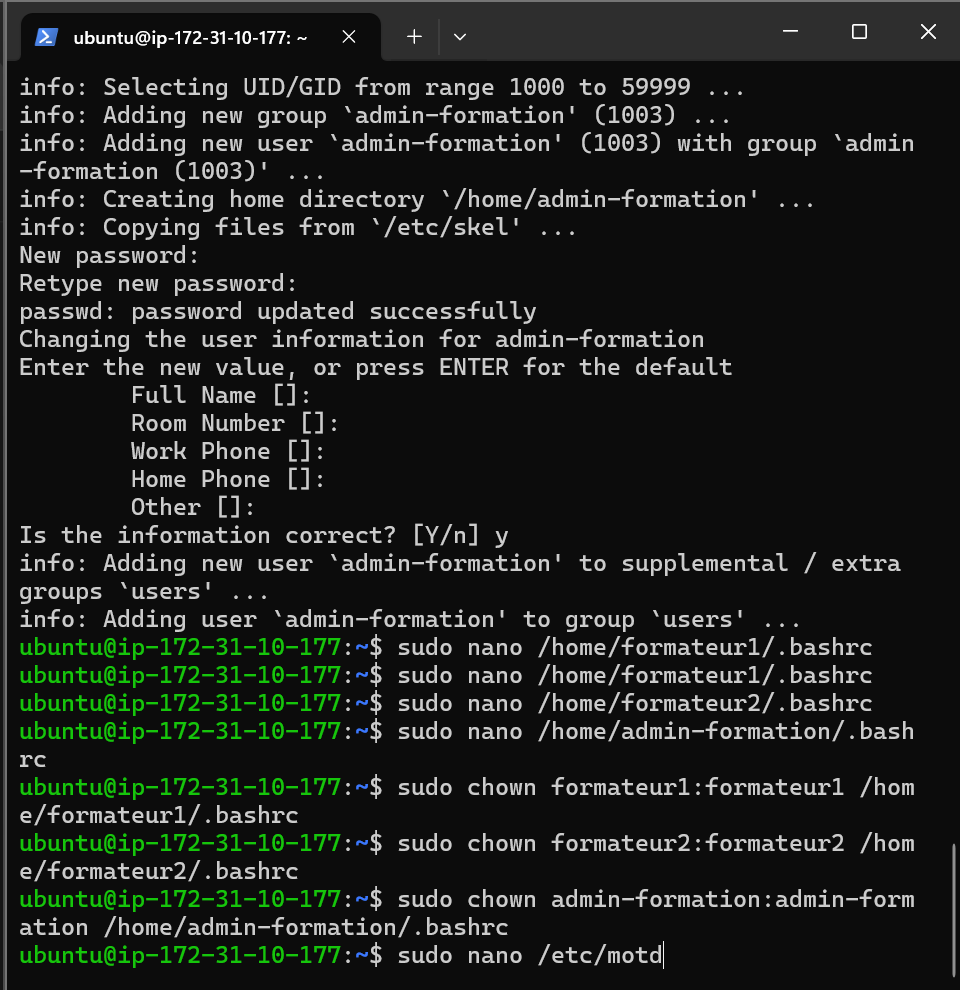 ubuntu@ip-172-31-10-177: ~
info: Selecting UID/GID from range 1000 to 59999 ...
info: Adding new group `admin-formation' (1003) ...
info: Adding new user `admin-formation' (1003) with group `admin
-formation (1003)' ...
info: Creating home directory `/home/admin-formation' ...
info: Copying files from `/etc/skel' ...
New password:
Retype new password:
passwd: password updated successfully
Changing the user information for admin-formation
Enter the new value, or press ENTER for the default
        Full Name []:
        Room Number []:
        Work Phone []:
        Home Phone []:
        Other []:
Is the information correct? [Y/n] y
info: Adding new user `admin-formation' to supplemental / extra
groups `users' ...
info: Adding user `admin-formation' to group `users' ...
ubuntu@ip-172-31-10-177:~$ sudo nano /home/formateur1/.bashrc
ubuntu@ip-172-31-10-177:~$ sudo nano /home/formateur1/.bashrc
ubuntu@ip-172-31-10-177:~$ sudo nano /home/formateur2/.bashrc
ubuntu@ip-172-31-10-177:~$ sudo nano /home/admin-formation/.bash
rc
ubuntu@ip-172-31-10-177:~$ sudo chown formateur1:formateur1 /hom
e/formateur1/.bashrc
ubuntu@ip-172-31-10-177:~$ sudo chown formateur2:formateur2 /hom
e/formateur2/.bashrc
ubuntu@ip-172-31-10-177:~$ sudo chown admin-formation:admin-form
ation /home/admin-formation/.bashrc
ubuntu@ip-172-31-10-177:~$ sudo nano /etc/motd